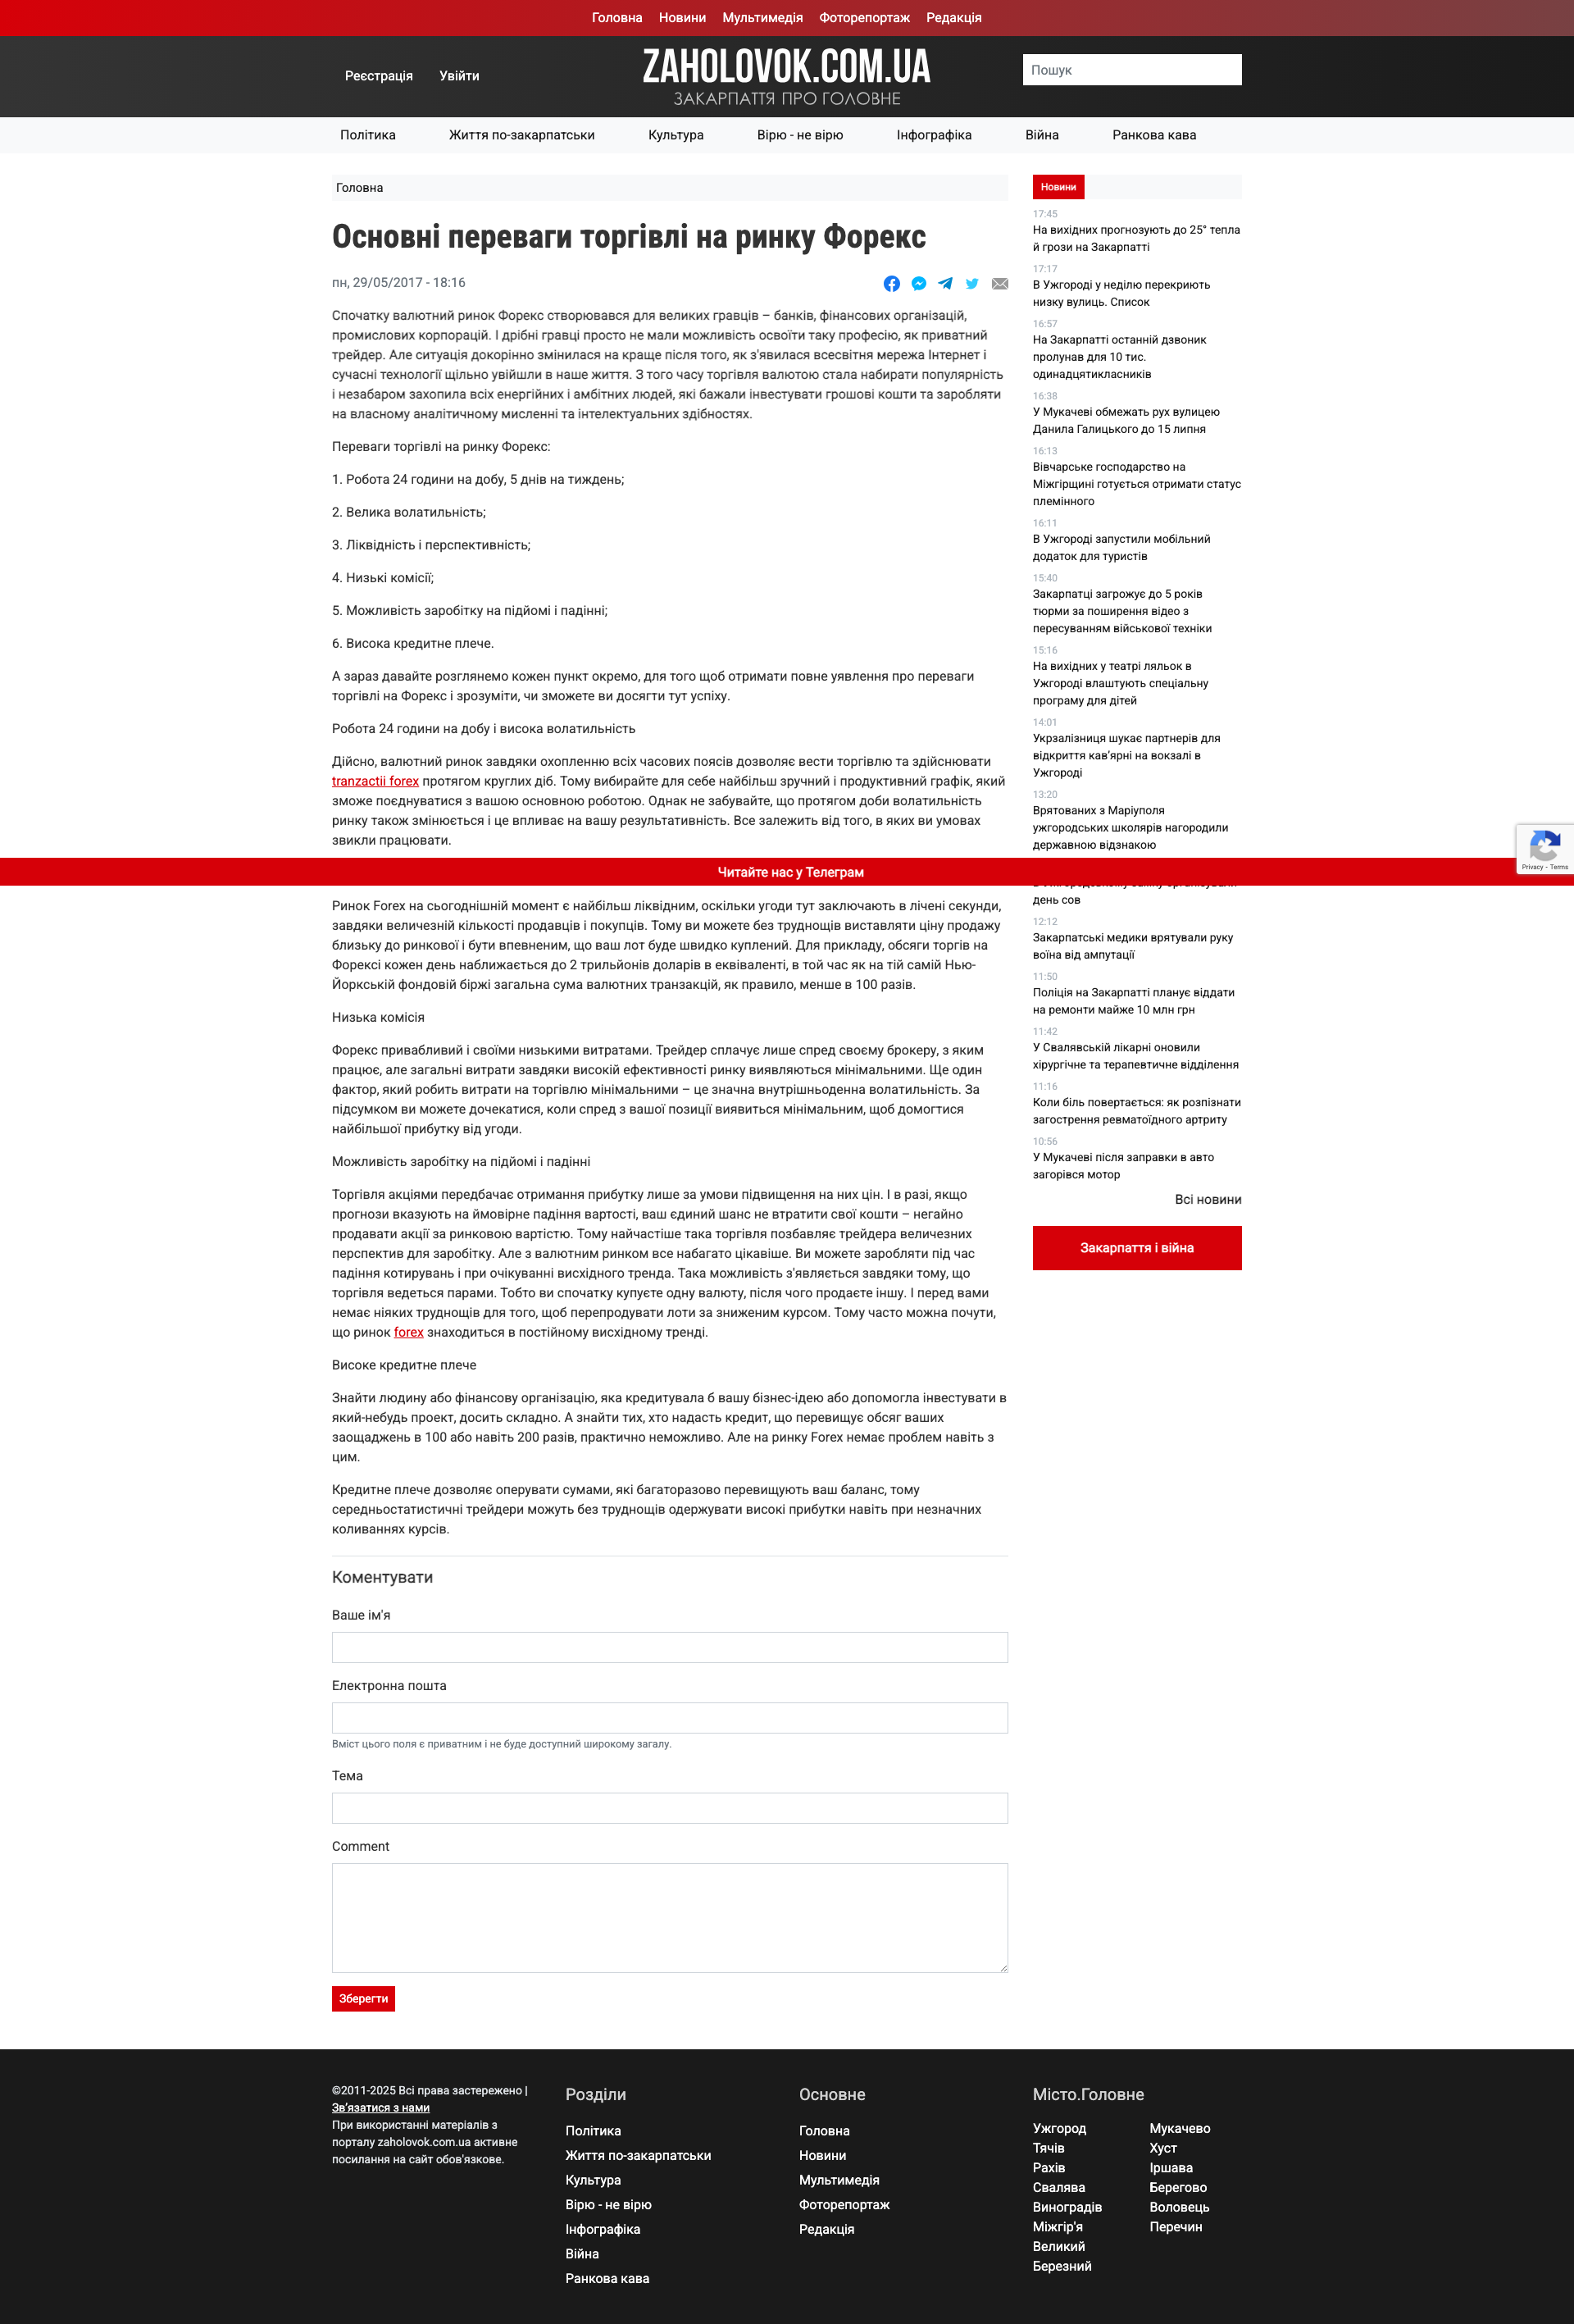 Головна Новини Мультимедія Фоторепортаж Редакція
Реєстрація Увійти
ZAHOLOVOK.COM.UA
ЗАКАРПАТТЯ ПРО ГОЛОВНЕ
Пошук
Політика Життя по-закарпатськи Культура Вірю - не вірю Інфографіка Війна Ранкова кава
Головна
Основні переваги торгівлі на ринку Форекс
пн, 29/05/2017 - 18:16
Спочатку валютний ринок Форекс створювався для великих гравців – банків, фінансових організацій,
промислових корпорацій. І дрібні гравці просто не мали можливість освоїти таку професію, як приватний
трейдер. Але ситуація докорінно змінилася на краще після того, як з'явилася всесвітня мережа Інтернет і
сучасні технології щільно увійшли в наше життя. З того часу торгівля валютою стала набирати популярність
і незабаром захопила всіх енергійних і амбітних людей, які бажали інвестувати грошові кошти та заробляти
на власному аналітичному мисленні та інтелектуальних здібностях.
Переваги торгівлі на ринку Форекс:
1. Робота 24 години на добу, 5 днів на тиждень;
2. Велика волатильність;
3. Ліквідність і перспективність;
4. Низькі комісії;
5. Можливість заробітку на підйомі і падінні;
6. Висока кредитне плече.
А зараз давайте розглянемо кожен пункт окремо, для того щоб отримати повне уявлення про переваги
торгівлі на Форекс і зрозуміти, чи зможете ви досягти тут успіху.
Робота 24 години на добу і висока волатильність
Дійсно, валютний ринок завдяки охопленню всіх часових поясів дозволяє вести торгівлю та здійснювати
tranzactii forex протягом круглих діб. Тому вибирайте для себе найбільш зручний і продуктивний графік, який
зможе поєднуватися з вашою основною роботою. Однак не забувайте, що протягом доби волатильність
ринку також змінюється і це впливає на вашу результативність. Все залежить від того, в яких ви умовах
звикли працювати.
Читайте нас у Телеграм
Ринок Forex на сьогоднішній момент є найбільш ліквідним, оскільки угоди тут заключають в лічені секунди,
завдяки величезній кількості продавців і покупців. Тому ви можете без труднощів виставляти ціну продажу
близьку до ринкової і бути впевненим, що ваш лот буде швидко куплений. Для прикладу, обсяги торгів на
Форексі кожен день наближається до 2 трильйонів доларів в еквіваленті, в той час як на тій самій Нью-
Йоркській фондовій біржі загальна сума валютних транзакцій, як правило, менше в 100 разів.
Низька комісія
Форекс привабливий і своїми низькими витратами. Трейдер сплачує лише спред своєму брокеру, з яким
працює, але загальні витрати завдяки високій ефективності ринку виявляються мінімальними. Ще один
фактор, який робить витрати на торгівлю мінімальними – це значна внутрішньоденна волатильність. За
підсумком ви можете дочекатися, коли спред з вашої позиції виявиться мінімальним, щоб домогтися
найбільшої прибутку від угоди.
Можливість заробітку на підйомі і падінні
Торгівля акціями передбачає отримання прибутку лише за умови підвищення на них цін. І в разі, якщо
прогнози вказують на ймовірне падіння вартості, ваш єдиний шанс не втратити свої кошти – негайно
продавати акції за ринковою вартістю. Тому найчастіше така торгівля позбавляє трейдера величезних
перспектив для заробітку. Але з валютним ринком все набагато цікавіше. Ви можете заробляти під час
падіння котирувань і при очікуванні висхідного тренда. Така можливість з'являється завдяки тому, що
торгівля ведеться парами. Тобто ви спочатку купуєте одну валюту, після чого продаєте іншу. І перед вами
немає ніяких труднощів для того, щоб перепродувати лоти за зниженим курсом. Тому часто можна почути,
що ринок forex знаходиться в постійному висхідному тренді.
Високе кредитне плече
Знайти людину або фінансову організацію, яка кредитувала б вашу бізнес-ідею або допомогла інвестувати в
який-небудь проект, досить складно. А знайти тих, хто надасть кредит, що перевищує обсяг ваших
заощаджень в 100 або навіть 200 разів, практично неможливо. Але на ринку Forex немає проблем навіть з
цим.
Кредитне плече дозволяє оперувати сумами, які багаторазово перевищують ваш баланс, тому
середньостатистичні трейдери можуть без труднощів одержувати високі прибутки навіть при незначних
коливаннях курсів.
Коментувати
Ваше ім'я
Електронна пошта
Вміст цього поля є приватним і не буде доступний широкому загалу.
Тема
Comment
Зберегти
Новини
17:45
На вихідних прогнозують до 25° тепла
й грози на Закарпатті
17:17
В Ужгороді у неділю перекриють
низку вулиць. Список
16:57
На Закарпатті останній дзвоник
пролунав для 10 тис.
одинадцятикласників
16:38
У Мукачеві обмежать рух вулицею
Данила Галицького до 15 липня
16:13
Вівчарське господарство на
Міжгірщині готується отримати статус
племінного
16:11
В Ужгороді запустили мобільний
додаток для туристів
15:40
Закарпатці загрожує до 5 років
тюрми за поширення відео з
пересуванням військової техніки
15:16
На вихідних у театрі ляльок в
Ужгороді влаштують спеціальну
програму для дітей
14:01
Укрзалізниця шукає партнерів для
відкриття кав’ярні на вокзалі в
Ужгороді
13:20
Врятованих з Маріуполя
ужгородських школярів нагородили
державною відзнакою
день сов
12:12
Закарпатські медики врятували руку
воїна від ампутації
11:50
Поліція на Закарпатті планує віддати
на ремонти майже 10 млн грн
11:42
У Свалявській лікарні оновили
хірургічне та терапевтичне відділення
11:16
Коли біль повертається: як розпізнати
загострення ревматоїдного артриту
10:56
У Мукачеві після заправки в авто
загорівся мотор
Всі новини
Закарпаття і війна
Privacy - Terms
©2011-2025 Всі права застережено |
Зв’язатися з нами
При використанні матеріалів з
порталу zaholovok.com.ua активне
посилання на сайт обов'язкове.
Розділи
Політика
Життя по-закарпатськи
Культура
Вірю - не вірю
Інфографіка
Війна
Ранкова кава
Основне
Головна
Новини
Мультимедія
Фоторепортаж
Редакція
Місто.Головне
Ужгород
Тячів
Рахів
Свалява
Виноградів
Міжгір'я
Великий
Березний
Мукачево
Хуст
Іршава
Берегово
Воловець
Перечин